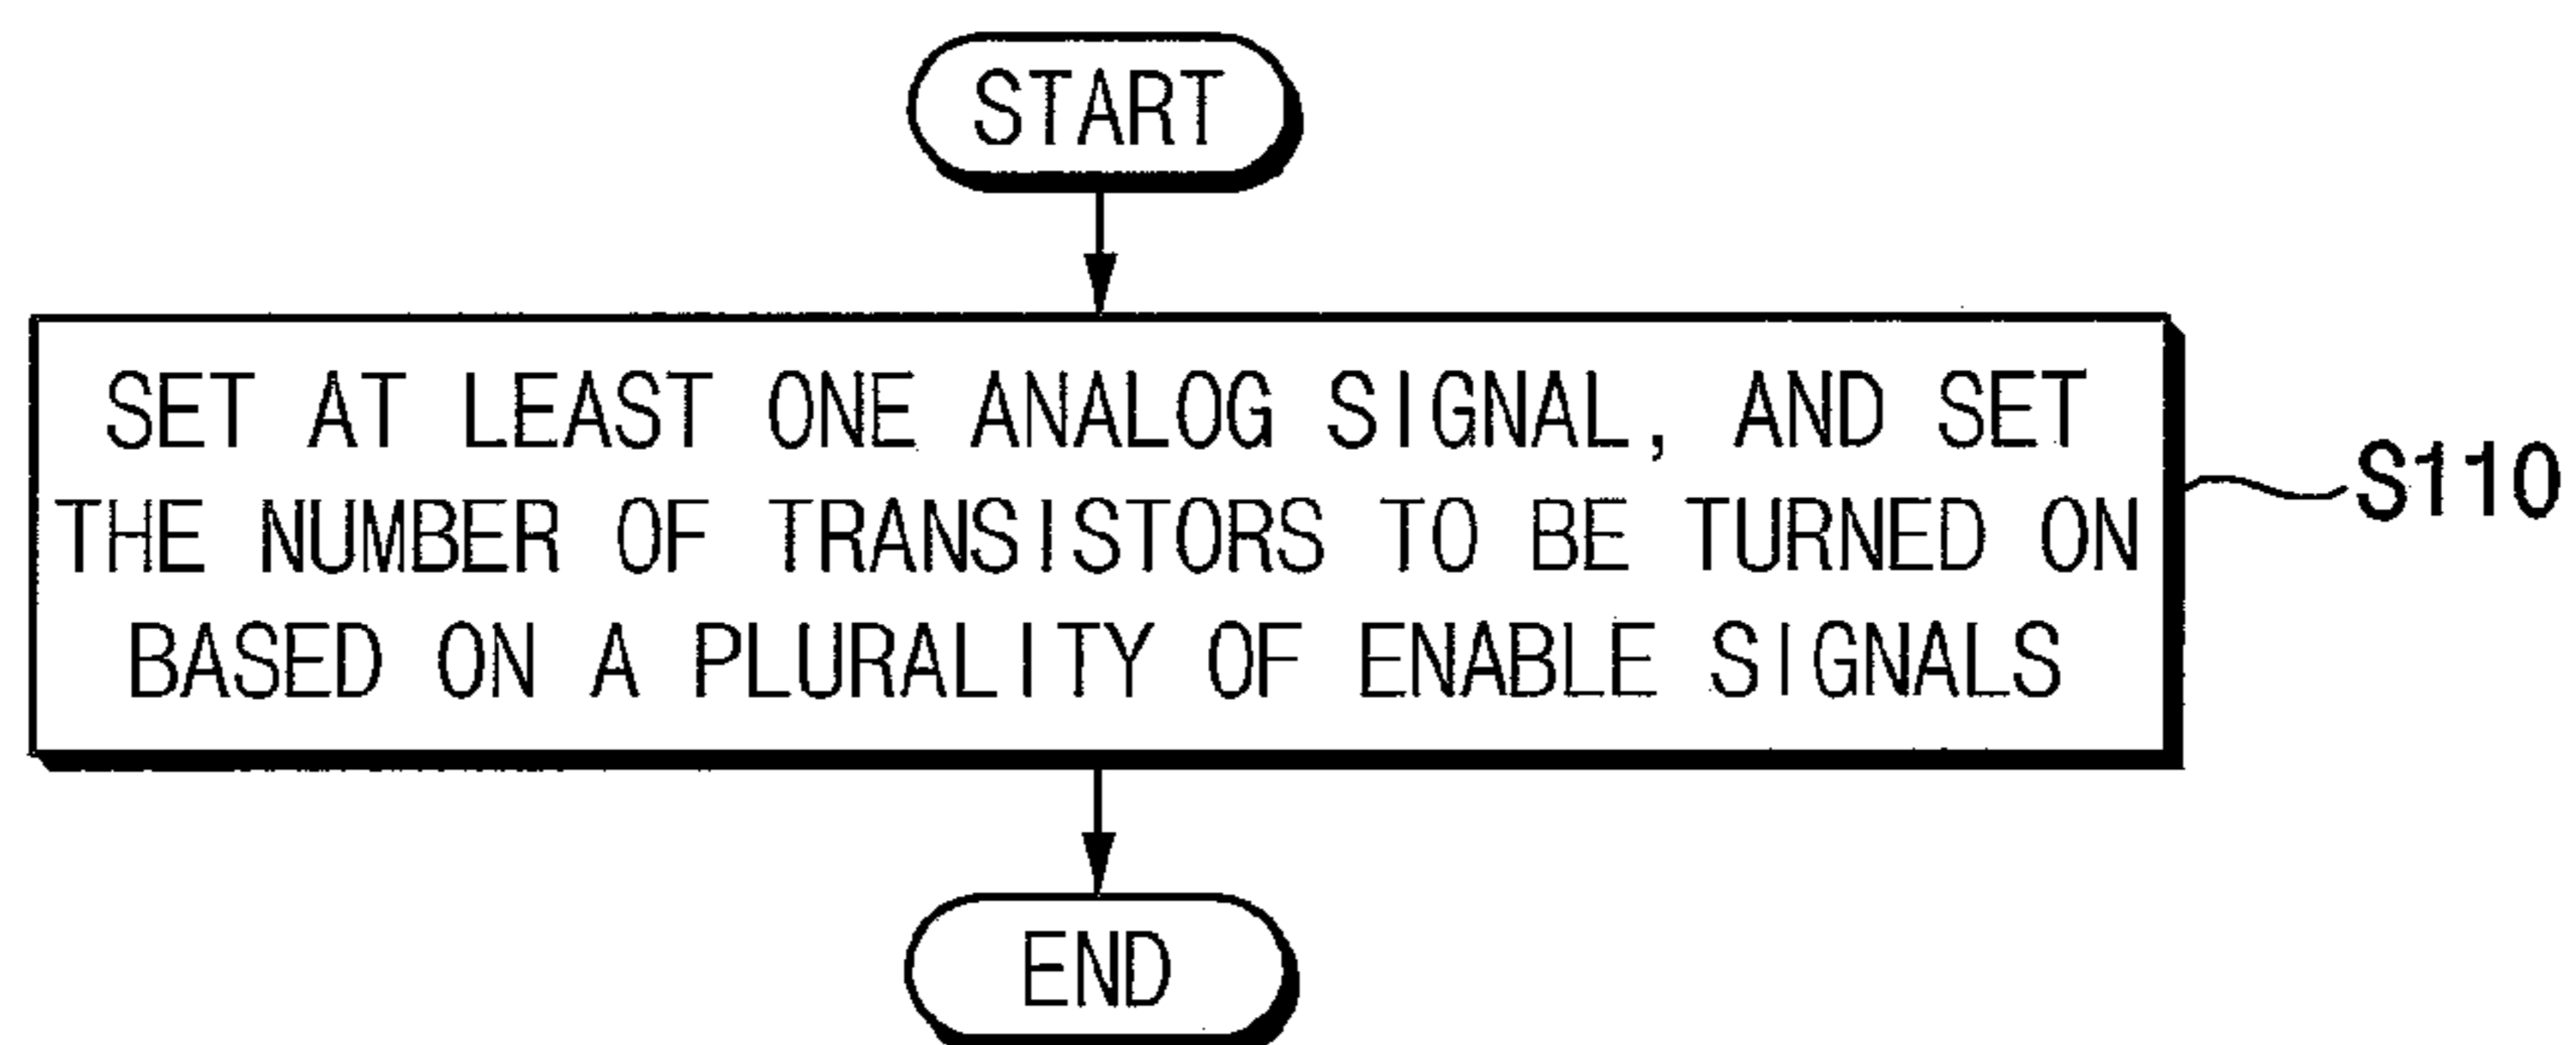 START
SET AT LEAST ONE ANALOG SIGNAL, AND SET
THE NUMBER OF TRANSISTORS TO BE TURNED ON
BASED ON A PLURALITY OF ENABLE SIGNALS
S110
END